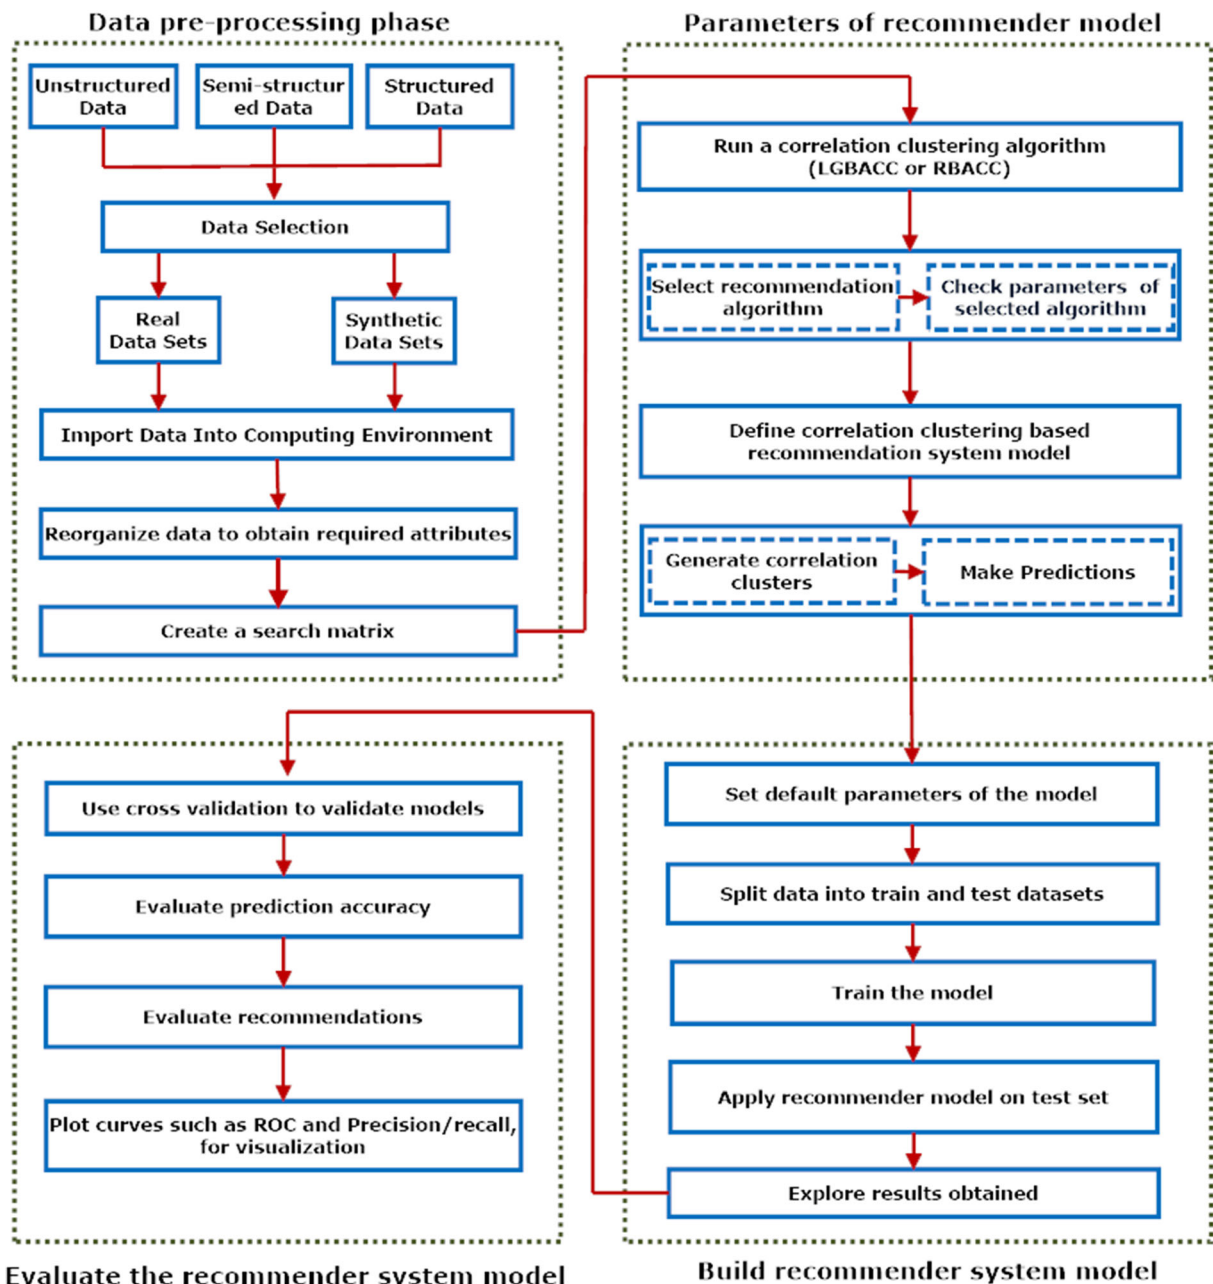 Data pre-processing phase
Unstructured
Data
Semi-structur
ed Data
Structured
Data
Data Selection
Real
Data Sets
Synthetic
Data Sets
Import Data Into Computing Environment
Reorganize data to obtain required attributes
Create a search matrix
Parameters of recommender model
Run a correlation clustering algorithm
(LGBACC or RBACC)
Select recommendation
algorithm
Check parameters of
selected algorithm
Define correlation clustering based
recommendation system model
Generate correlation
clusters
Make Predictions
Set default parameters of the model
Split data into train and test datasets
Train the model
Apply recommender model on test set
Explore results obtained
Build recommender system model
Use cross validation to validate models
Evaluate prediction accuracy
Evaluate recommendations
Plot curves such as ROC and Precision/recall,
for visualization
Evaluate the recommender system model